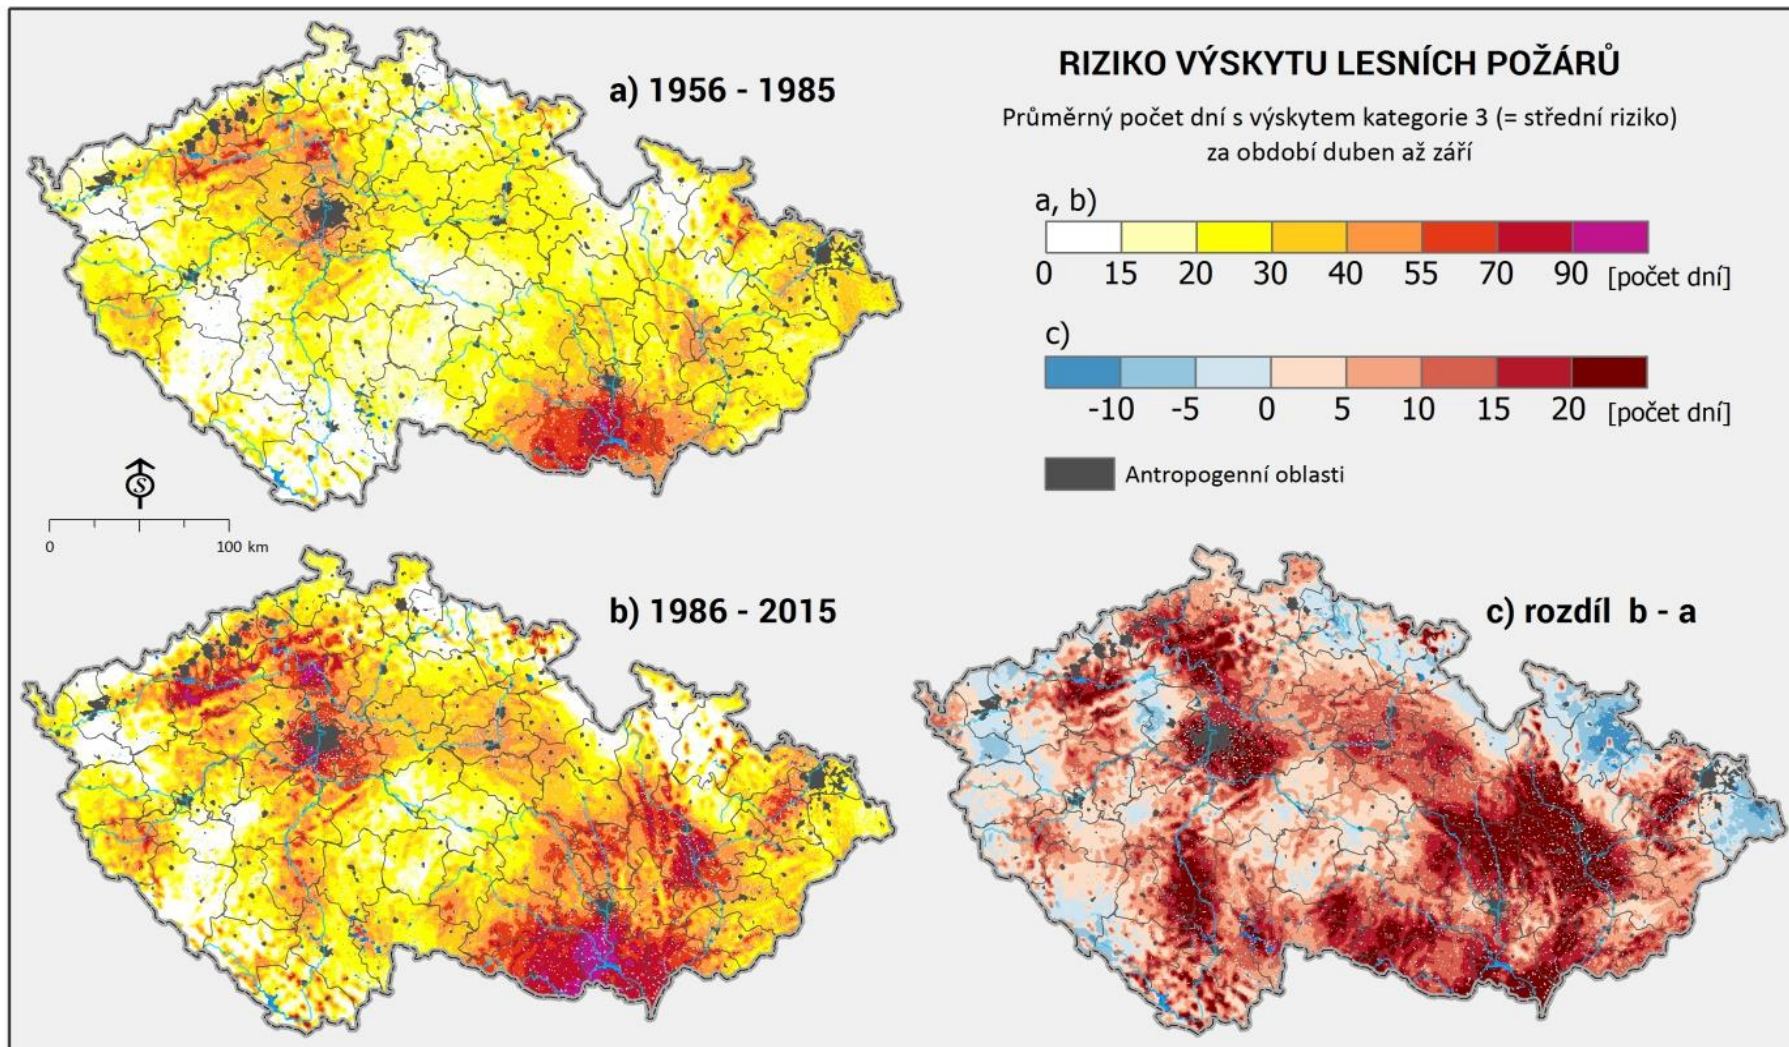 a) 1956 - 1985
RIZIKO VÝSKYTU LESNÍCH POŽÁRŮ
Průměrný počet dní s výskytem kategorie 3 (= střední riziko)
za období duben až září
a, b)
0 15 20 30 40 55 70 90 [počet dní]
c)
-10 -5 0 5 10 15 20 [počet dní]
Antropogenní oblasti
S
0 100 km
b) 1986 - 2015
c) rozdíl b - a